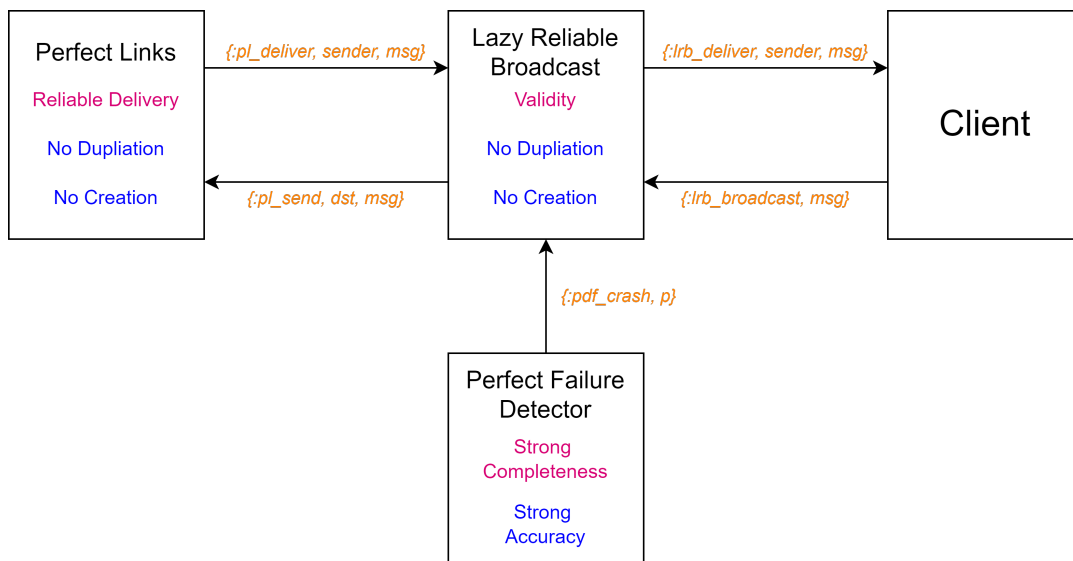 Perfect Links
Reliable Delivery
No Dupliation
No Creation
{:pl_deliver, sender, msg}
{:pl_send, dst, msg}
Lazy Reliable
Broadcast
Validity
No Dupliation
No Creation
{:lrb_deliver, sender, msg}
{:lrb_broadcast, msg}
Client
{:pdf_crash, p}
Perfect Failure
Detector
Strong
Completeness
Strong
Accuracy